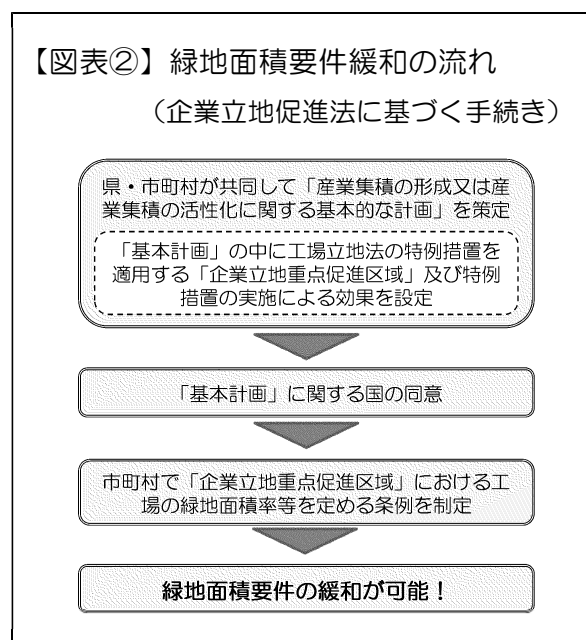 【図表②】緑地面積要件緩和の流れ
（企業立地促進法に基づく手続き）
県・市町村が共同して「産業集積の形成又は産
業集積の活性化に関する基本的な計画」を策定
「基本計画」の中に工場立地法の特例措置を
適用する「企業立地重点促進区域」及び特例
措置の実施による効果を設定
「基本計画」に関する国の同意
市町村で「企業立地重点促進区域」における工
場の緑地面積率等を定める条例を制定
緑地面積要件の緩和が可能！